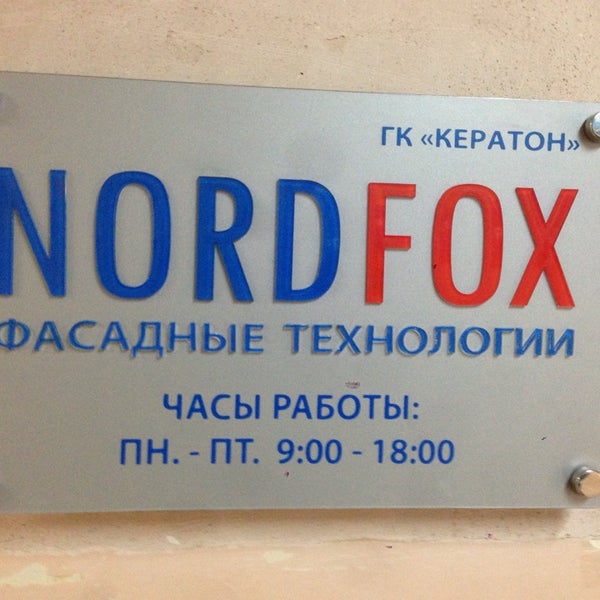 ГК «КЕРАТОН»
NORDFOX
ФАСАДНЫЕ ТЕХНОЛОГИИ
ЧАСЫ РАБОТЫ:
ПН. - ПТ. 9:00 - 18:00